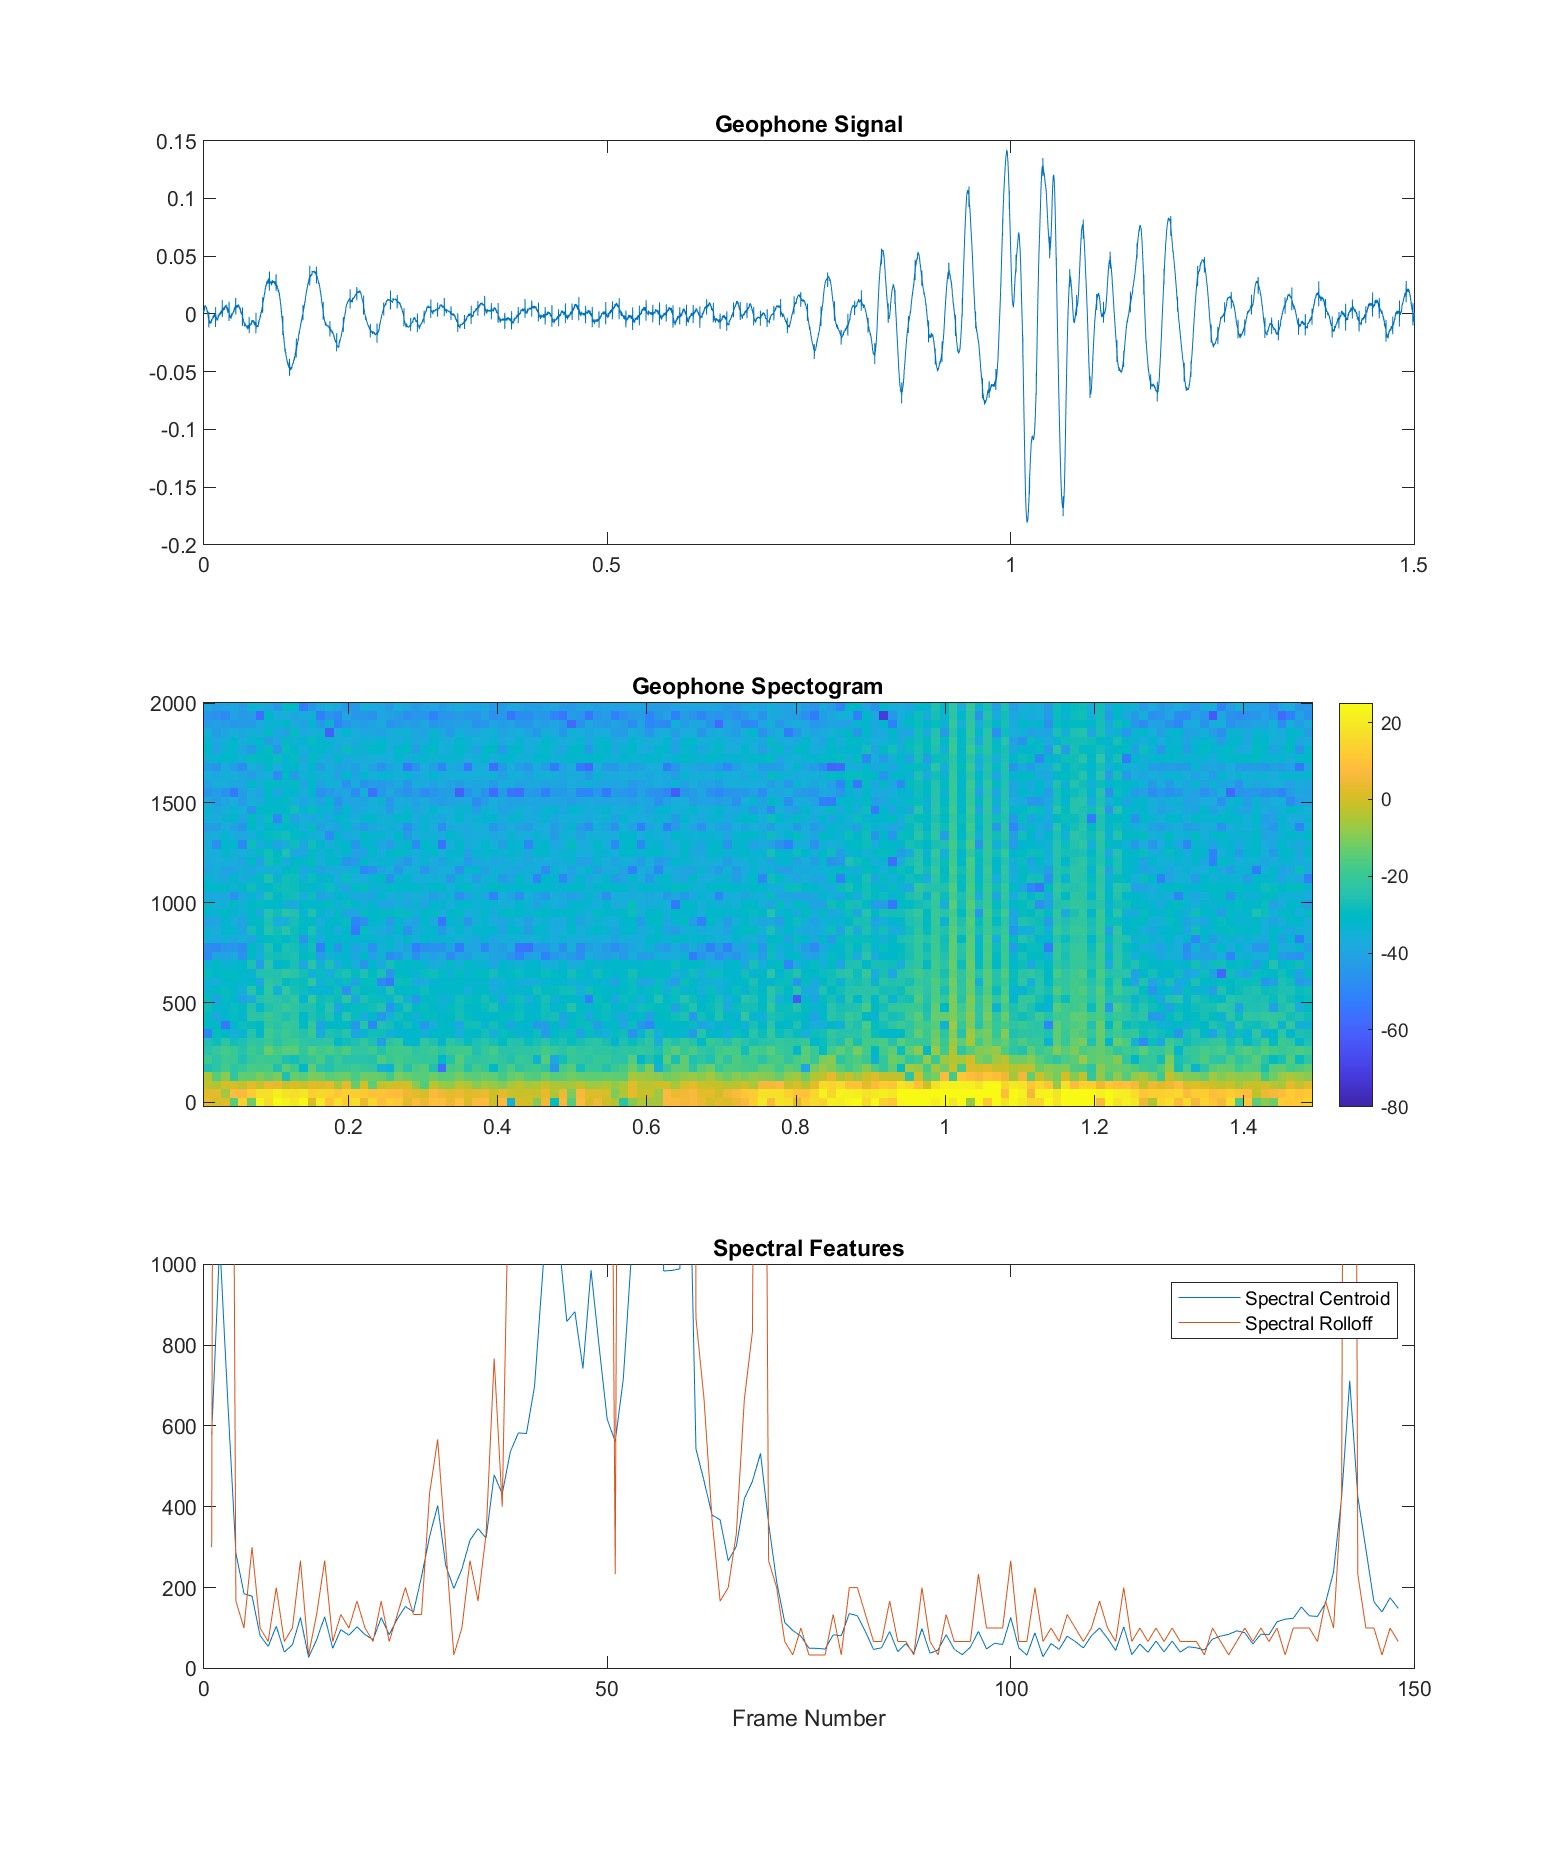 Geophone Signal
0.15
0.1
0.05
0
-0.05
-0.1
-0.15
-0.2
0 0.5 1 1.5
Geophone Spectogram
2000
1500
1000
500
0
0.2 0.4 0.6 0.8 1 1.2 1.4
20
0
-20
-40
-60
-80
Spectral Features
1000
800
600
400
200
0
Spectral Centroid
Spectral Rolloff
0 50 100 150
Frame Number